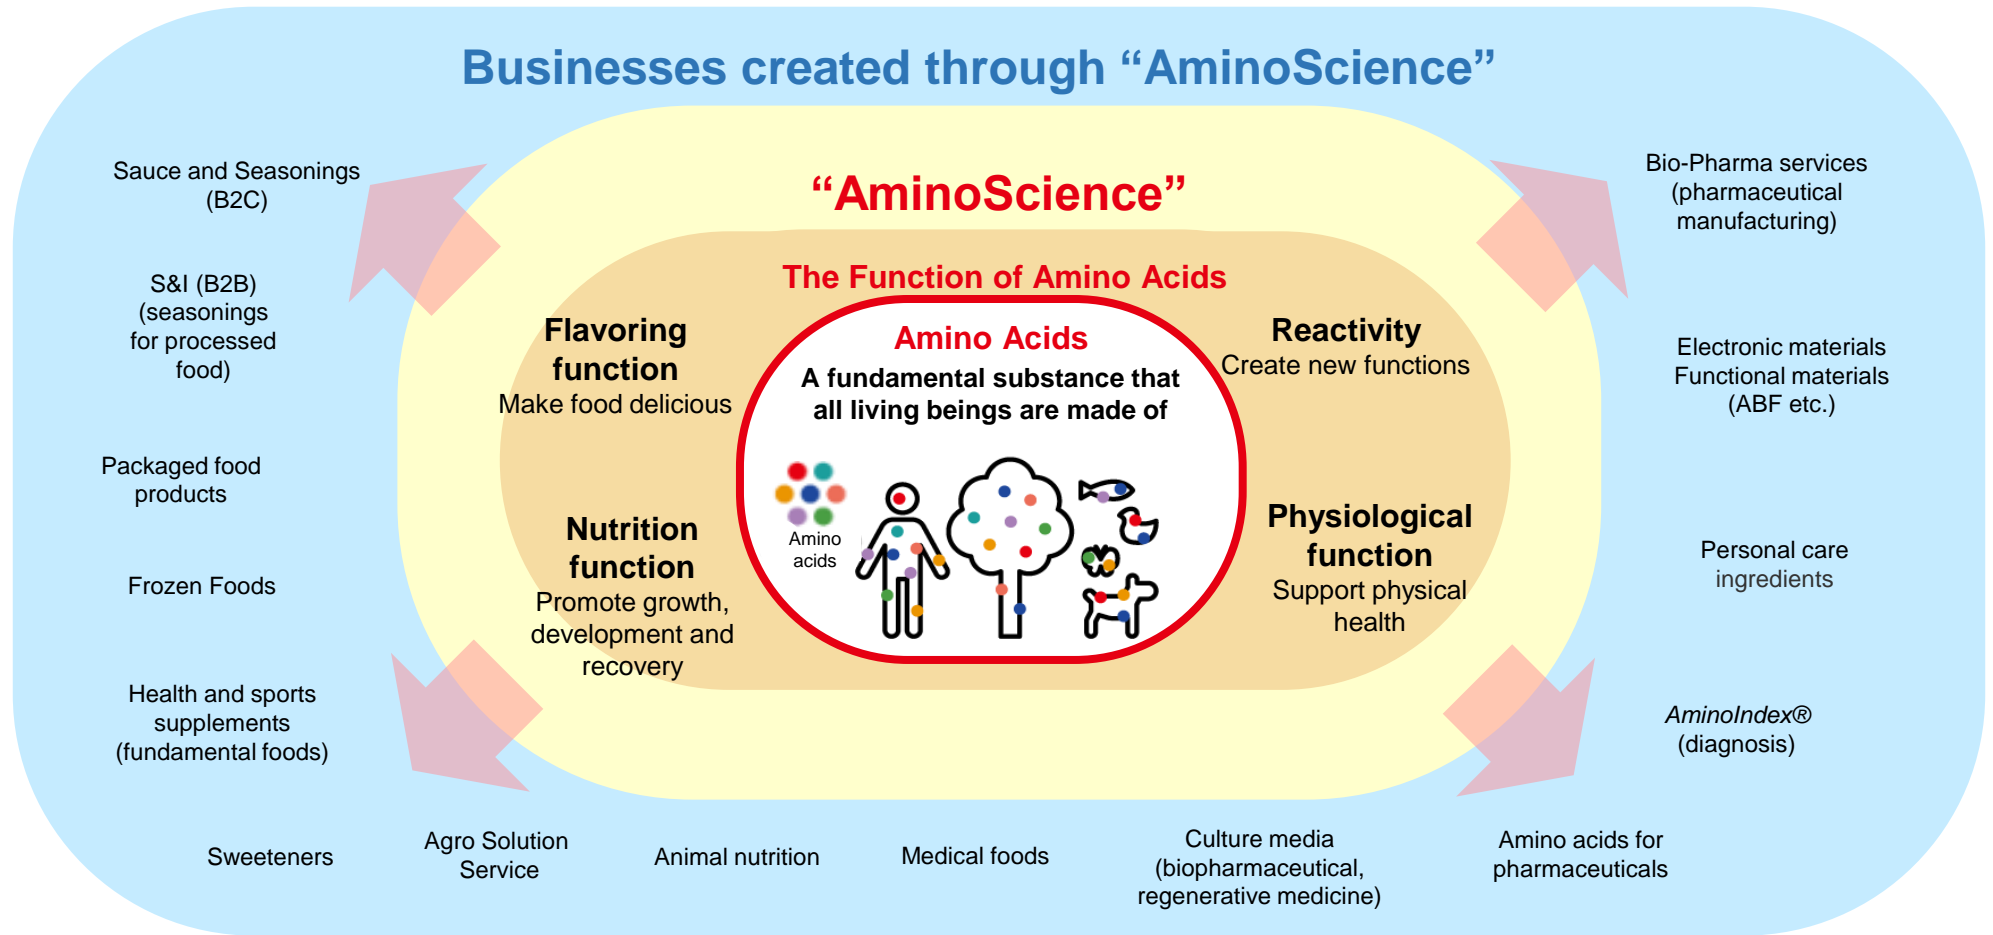 Businesses created through “AminoScience”
“AminoScience”
The Function of Amino Acids
Amino Acids
A fundamental substance that
all living beings are made of
Amino
acids
Flavoring
function
Make food delicious
Nutrition
function
Promote growth,
development and
recovery
Reactivity
Create new functions
Physiological
function
Support physical
health
Sauce and Seasonings
(B2C)
S&I (B2B)
(seasonings
for processed
food)
Packaged food
products
Frozen Foods
Health and sports
supplements
(fundamental foods)
Sweeteners
Agro Solution
Service
Animal nutrition
Medical foods
Culture media
(biopharmaceutical,
regenerative medicine)
Amino acids for
pharmaceuticals
Bio-Pharma services
(pharmaceutical
manufacturing)
Electronic materials
Functional materials
(ABF etc.)
Personal care
ingredients
AminoIndex®
(diagnosis)